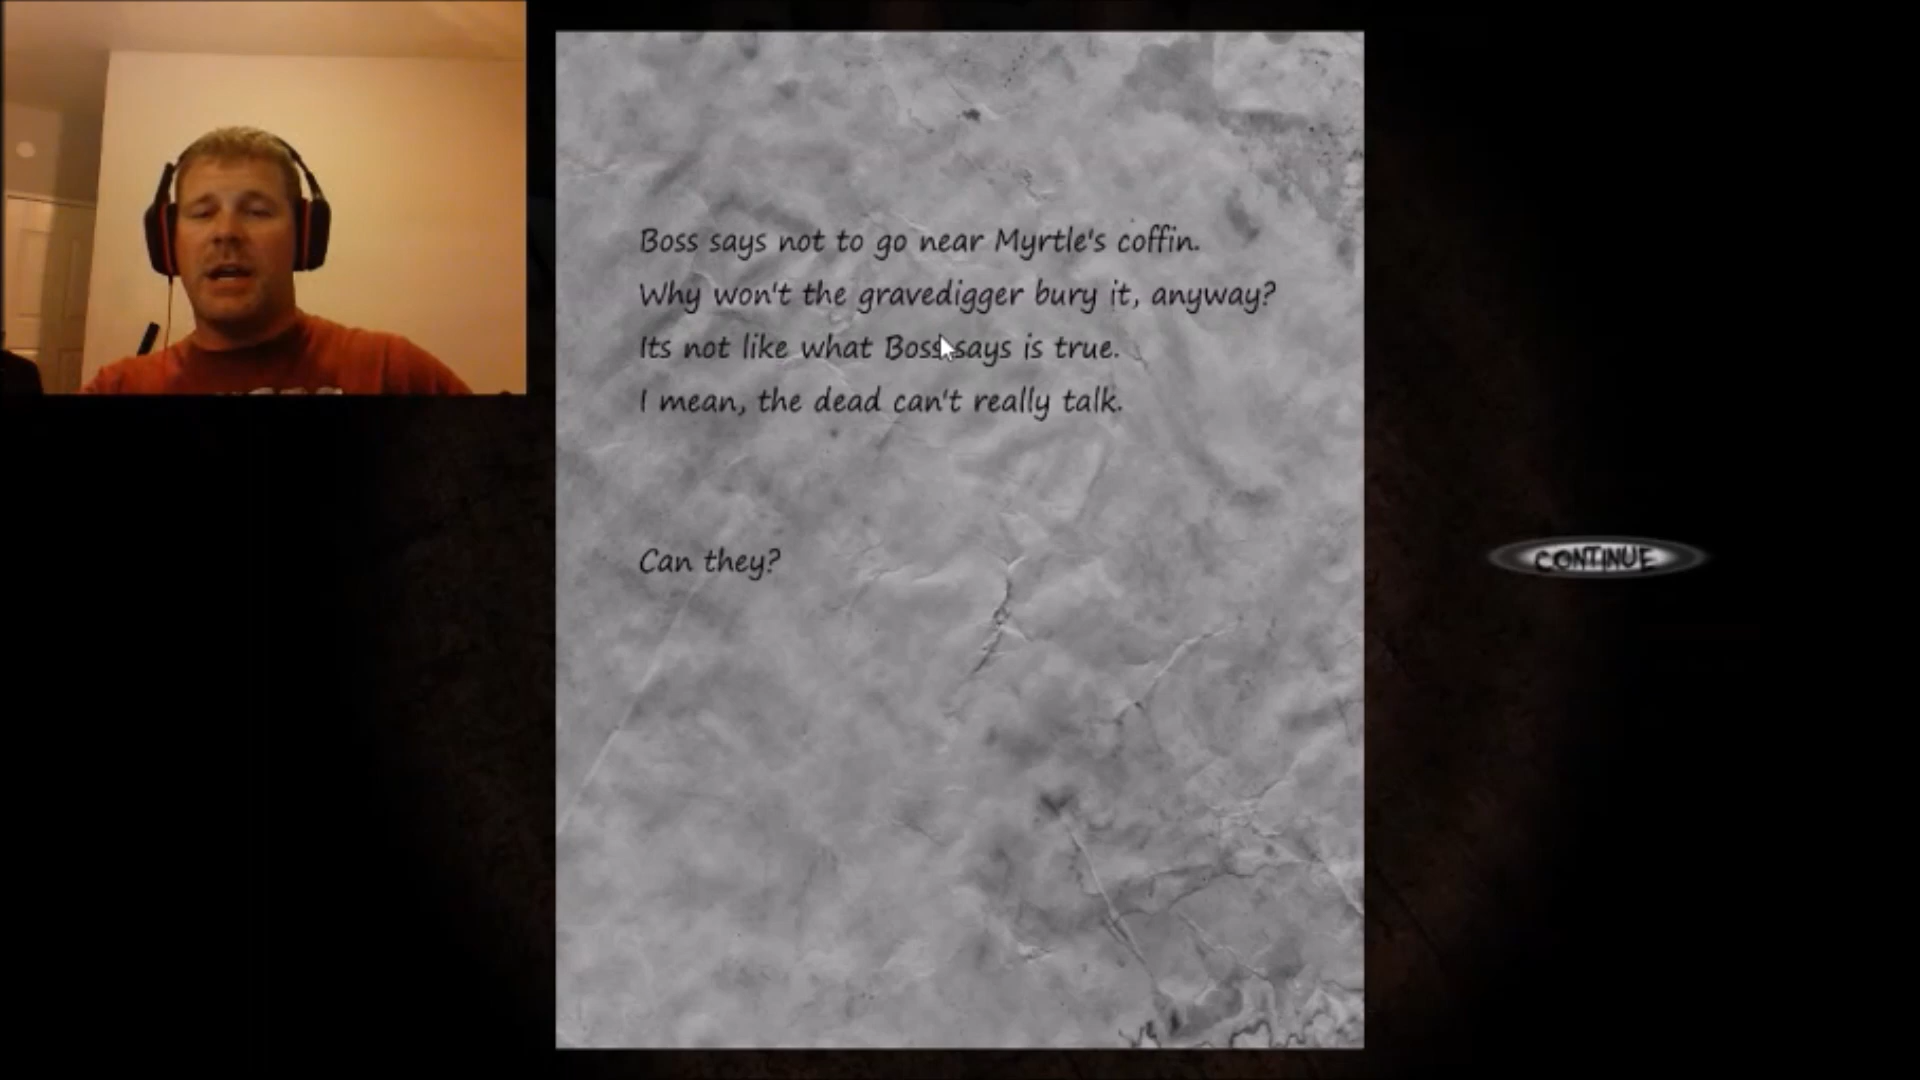 Boss says not to go near Myrtle's coffin.
Why won't the gravedigger bury it, anyway?
Its not like what Boss says is true.
I mean, the dead can't really talk.
Can they?
CONTINUE